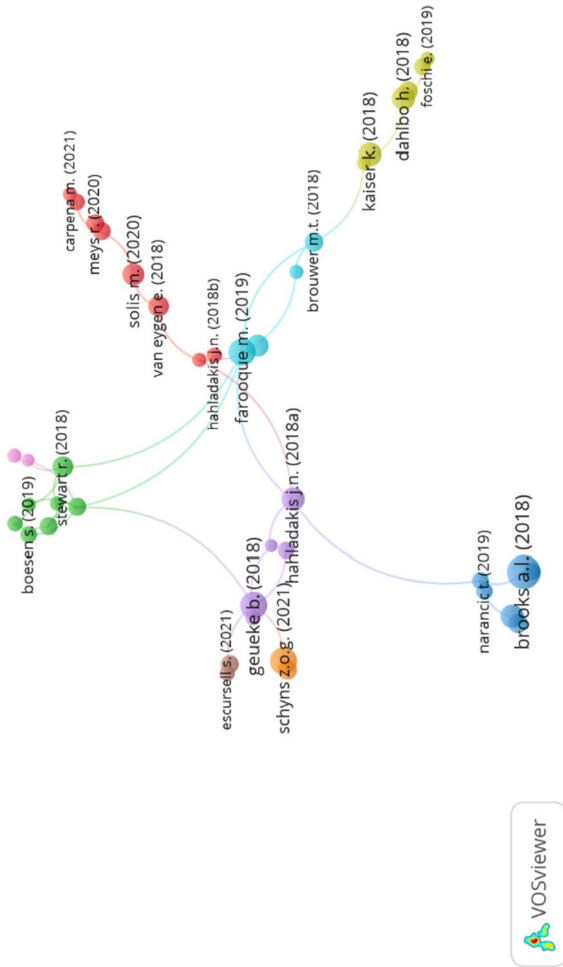 carpena m. (2021)
meys r. (2020)
solis m. (2020)
van eygen e. (2018)
hahladakis j.n. (2018b)
farooque m. (2019)
brouwer m.t. (2018)
kaiser k. (2018)
dahlbo h. (2018)
foschi e. (2019)
boesen s. (2019)
stewart r. (2018)
hahladakis j.n. (2018a)
geueke b. (2018)
escursell s. (2021)
schyns z.o.g. (2021)
narancic t. (2019)
brooks a.l. (2018)
VOSviewer